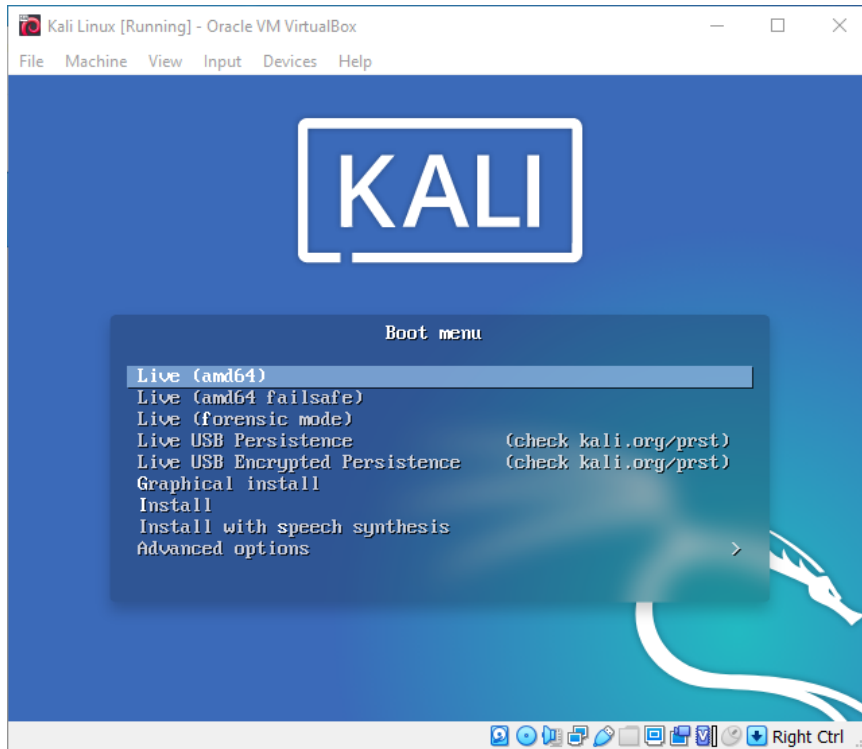 Kali Linux [Running] - Oracle VM VirtualBox
File Machine View Input Devices Help
KALI
Boot menu
Live (amd64)
Live (amd64 failsafe)
Live (forensic mode)
Live USB Persistence (check kali.org/prst)
Live USB Encrypted Persistence (check kali.org/prst)
Graphical install
Install
Install with speech synthesis
Advanced options >
Right Ctrl